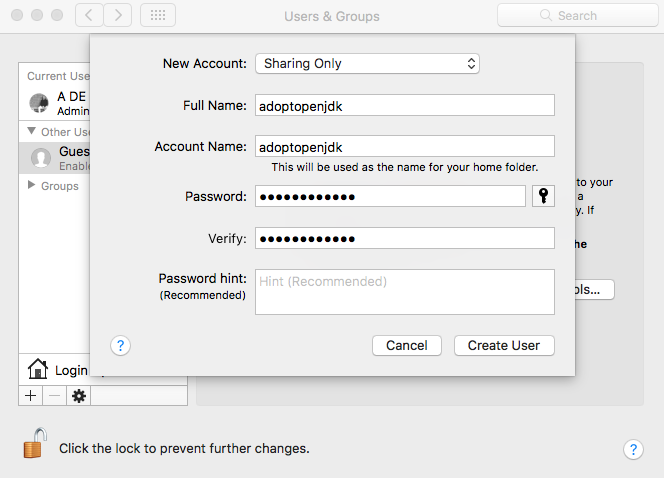 Users & Groups
Search
Current Use
A DE
Admin
Other Use
Gues
Enable
Groups
Login
New Account:
Sharing Only
Full Name:
adoptopenjdk
Account Name:
adoptopenjdk
This will be used as the name for your home folder.
Password:
●●●●●●●●●●●●
Verify:
●●●●●●●●●●●●
Password hint:
(Recommended)
Hint (Recommended)
?
Cancel
Create User
to your
a
y. If
he
ols...
Click the lock to prevent further changes.
?